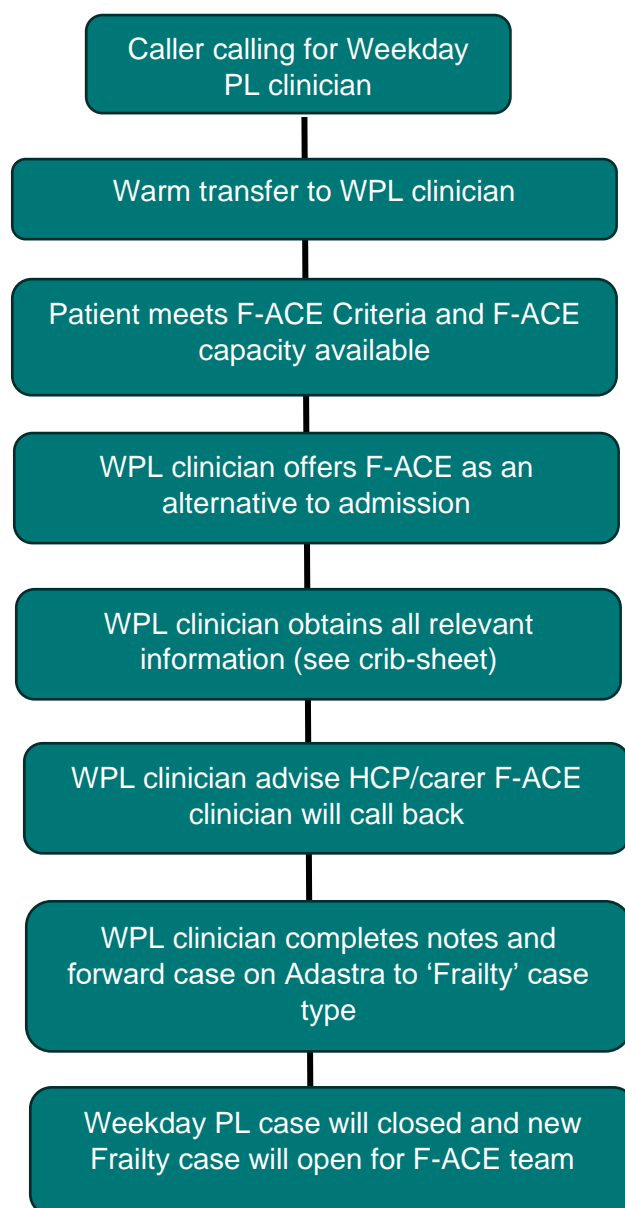 Caller calling for Weekday
PL clinician
Warm transfer to WPL clinician
Patient meets F-ACE Criteria and F-ACE
capacity available
WPL clinician offers F-ACE as an
alternative to admission
WPL clinician obtains all relevant
information (see crib-sheet)
WPL clinician advise HCP/carer F-ACE
clinician will call back
WPL clinician completes notes and
forward case on Adastra to ‘Frailty’ case
type
Weekday PL case will closed and new
Frailty case will open for F-ACE team